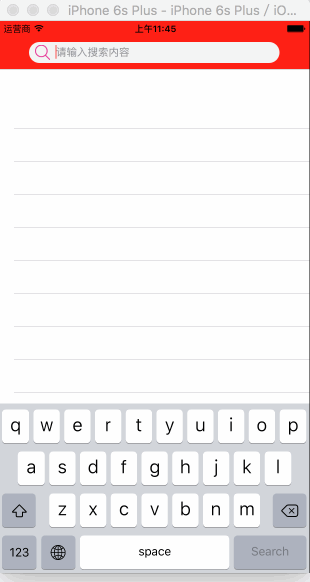 iPhone 6s Plus - iPhone 6s Plus / iO...
运营商 上午11:45
请输入搜索内容
q w e r t y u i o p
a s d f g h j k l
z x c v b n m
123 space Search